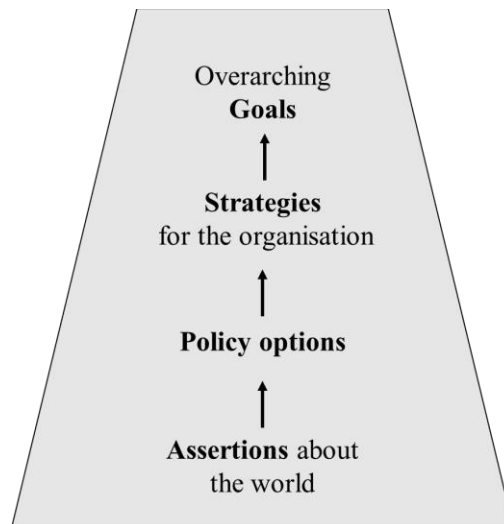 Overarching
Goals
Strategies
for the organisation
Policy options
Assertions about
the world